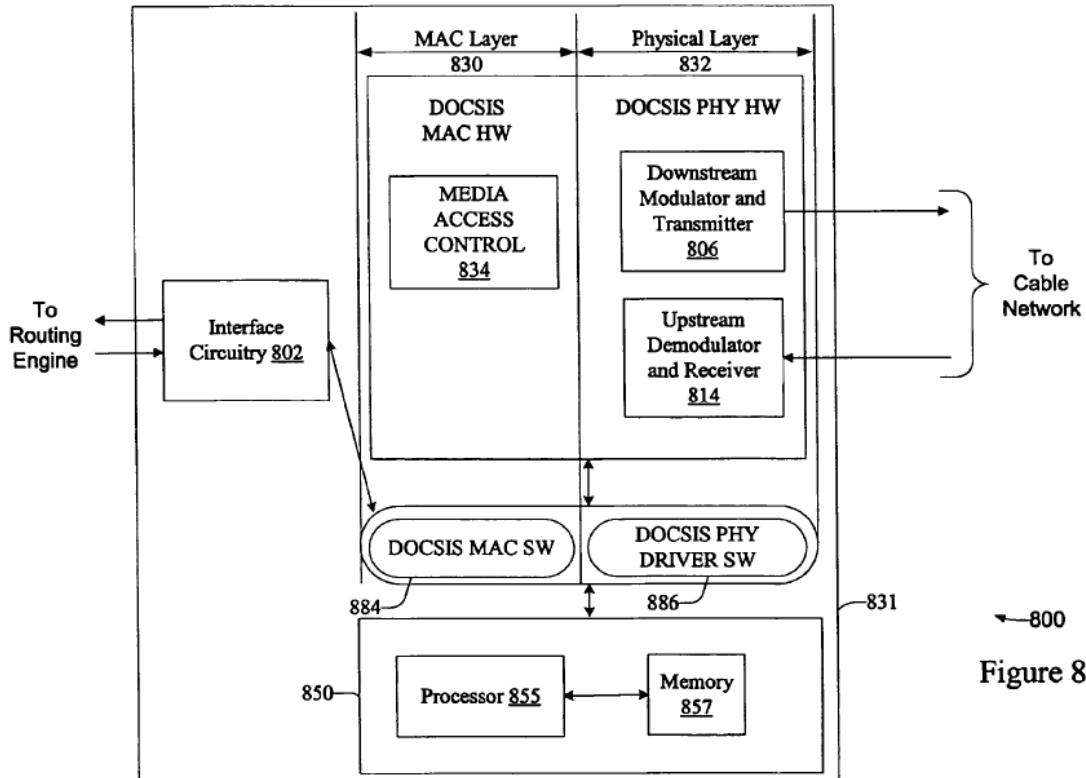 MAC Layer
830
Physical Layer
832
DOCSIS
MAC HW
DOCSIS PHY HW
MEDIA
ACCESS
CONTROL
834
Downstream
Modulator and
Transmitter
806
Upstream
Demodulator
and Receiver
814
To
Routing
Engine
Interface
Circuitry 802
To
Cable
Network
DOCSIS MAC SW
DOCSIS PHY
DRIVER SW
884
886
831
800
Figure 8
850
Processor 855
Memory
857